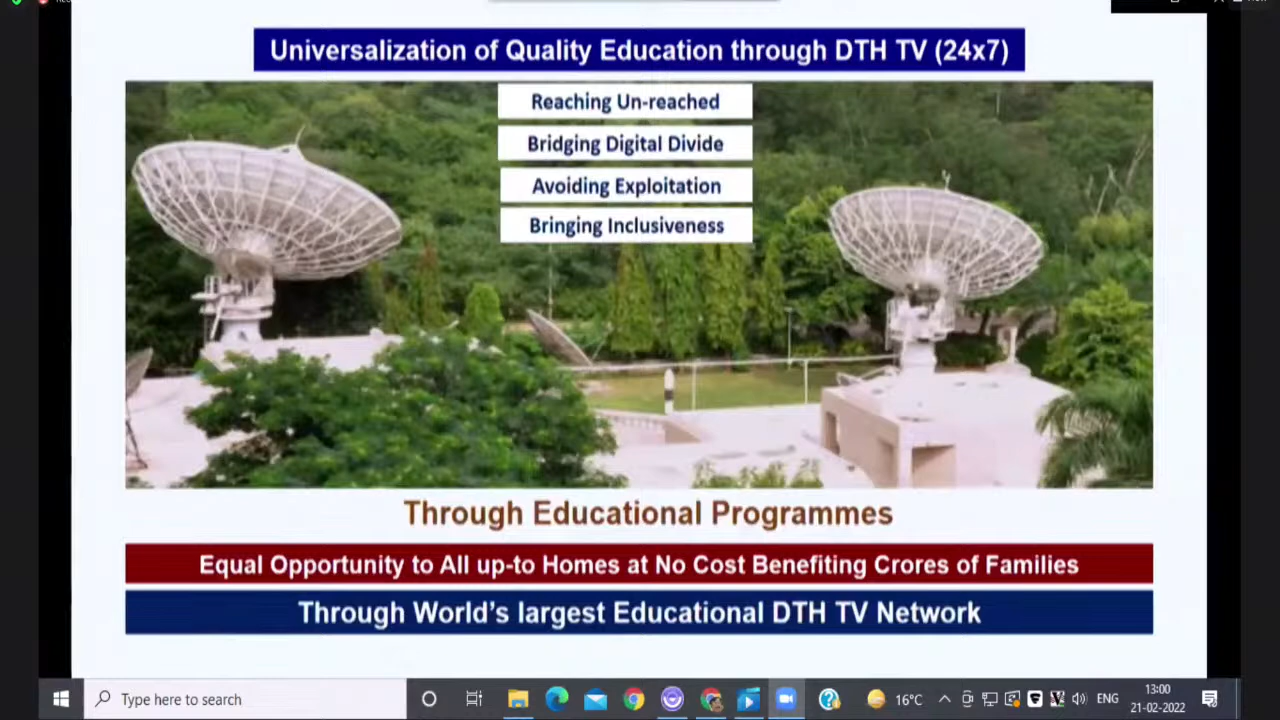 Universalization of Quality Education through DTH TV (24x7)
Reaching Un-reached
Bridging Digital Divide
Avoiding Exploitation
Bringing Inclusiveness
Through Educational Programmes
Equal Opportunity to All up-to Homes at No Cost Benefiting Crores of Families
Through World's largest Educational DTH TV Network
Type here to search
16°C
ENG
13:00
21-02-2022